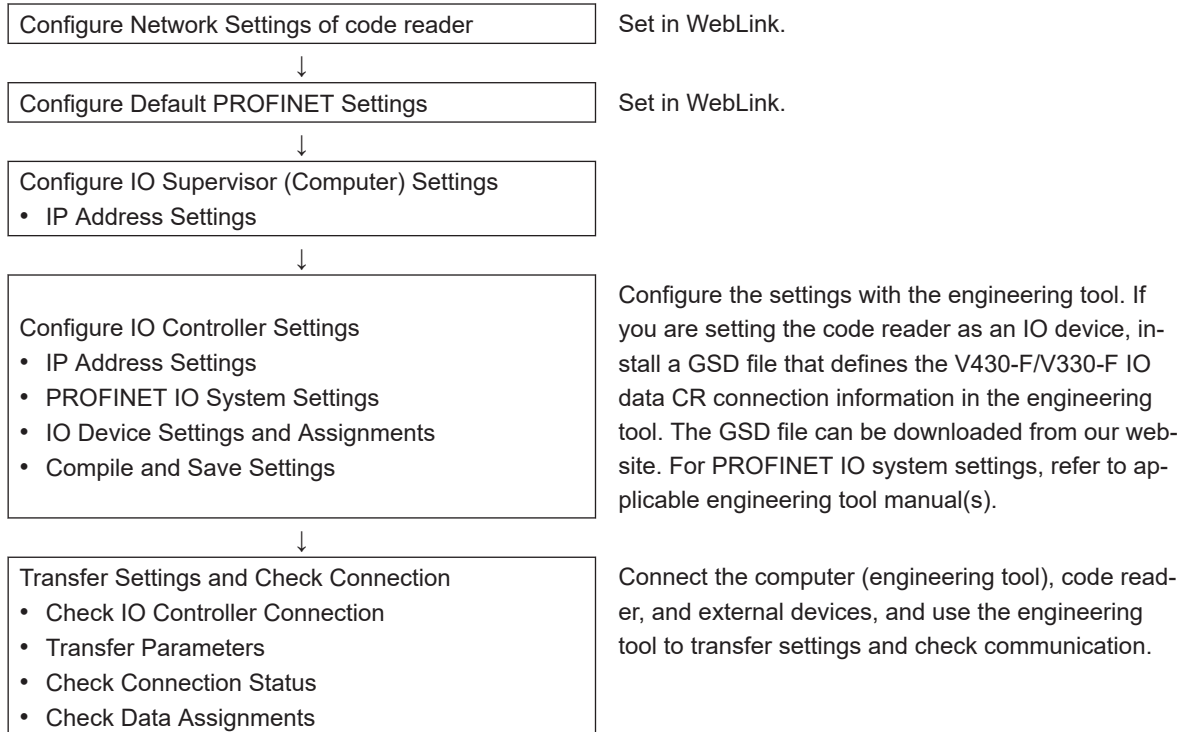 Configure Network Settings of code reader
Set in WebLink.
↓
Configure Default PROFINET Settings
Set in WebLink.
↓
Configure IO Supervisor (Computer) Settings
• IP Address Settings
↓
Configure IO Controller Settings
• IP Address Settings
• PROFINET IO System Settings
• IO Device Settings and Assignments
• Compile and Save Settings
Configure the settings with the engineering tool. If
you are setting the code reader as an IO device, in-
stall a GSD file that defines the V430-F/V330-F IO
data CR connection information in the engineering
tool. The GSD file can be downloaded from our web-
site. For PROFINET IO system settings, refer to ap-
plicable engineering tool manual(s).
↓
Transfer Settings and Check Connection
• Check IO Controller Connection
• Transfer Parameters
• Check Connection Status
• Check Data Assignments
Connect the computer (engineering tool), code read-
er, and external devices, and use the engineering
tool to transfer settings and check communication.